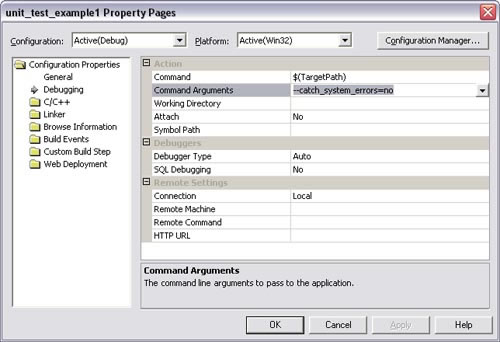 unit_test_example1 Property Pages
Configuration: Active(Debug) Platform: Active(Win32) Configuration Manager...
Configuration Properties
General
Debugging
C/C++
Linker
Browse Information
Build Events
Custom Build Step
Web Deployment
Action
Command $(TargetPath)
Command Arguments --catch_system_errors=no
Working Directory
Attach No
Symbol Path
Debuggers
Debugger Type Auto
SQL Debugging No
Remote Settings
Connection Local
Remote Machine
Remote Command
HTTP URL
Command Arguments
The command line arguments to pass to the application.
OK Cancel Apply Help